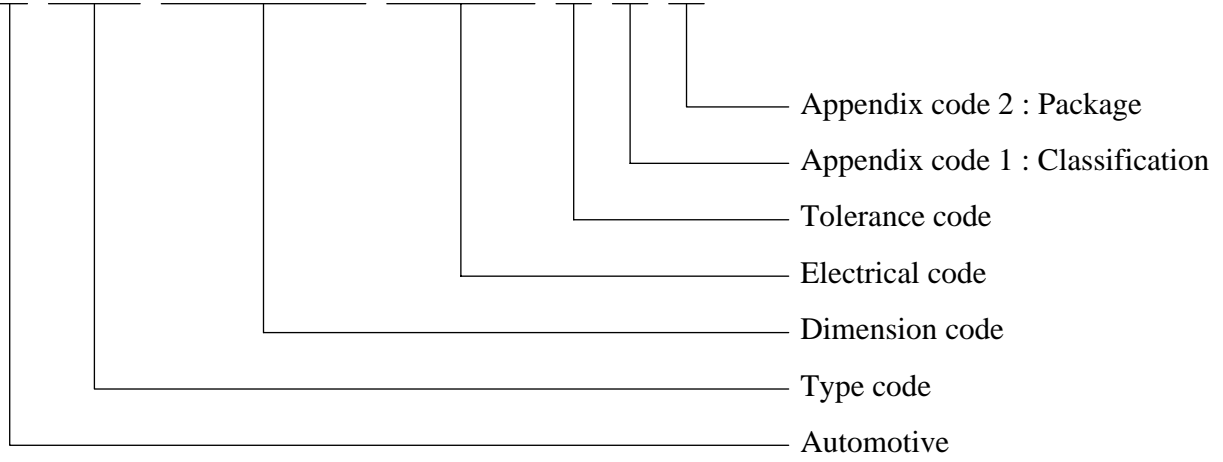 Appendix code 2 : Package
Appendix code 1 : Classification
Tolerance code
Electrical code
Dimension code
Type code
Automotive